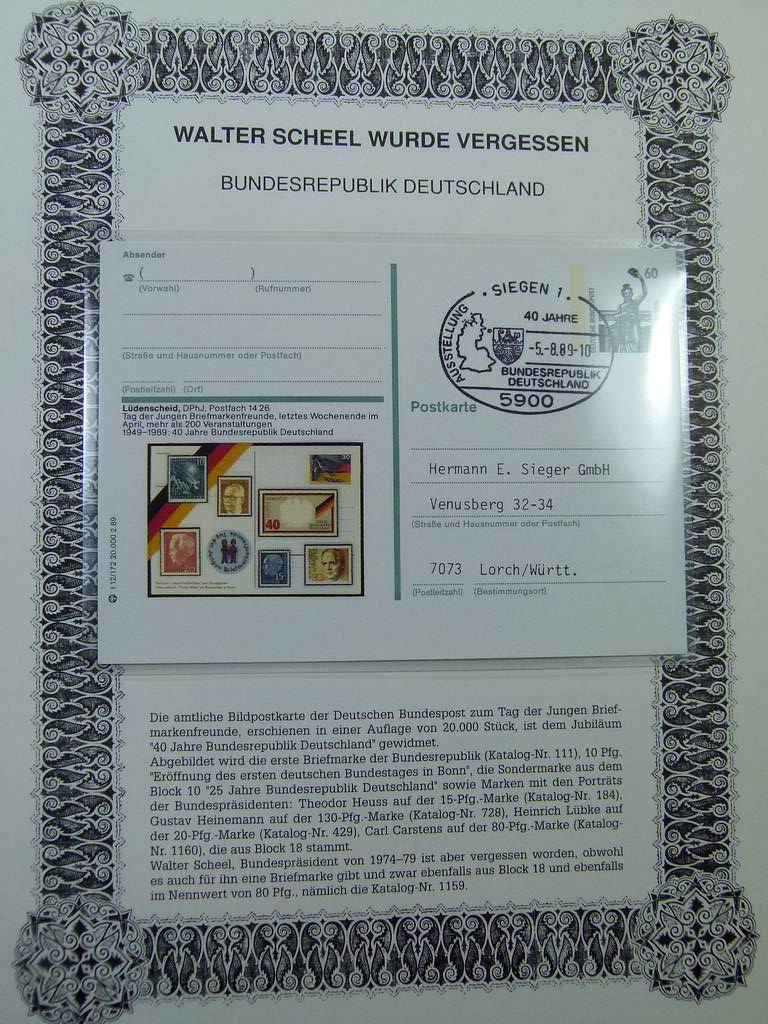 WALTER SCHEEL WURDE VERGESSEN
BUNDESREPUBLIK DEUTSCHLAND
Absender
( )
(Vorwahl) (Rufnummer)
(Straße und Hausnummer oder Postfach)
(Postleitzahl) (Ort)
Lüdenscheid, DPhJ, Postfach 14 26
Tag der Jungen Briefmarkenfreunde, letztes Wochenende im
April, mehr als 200 Veranstaltungen
1949–1989: 40 Jahre Bundesrepublik Deutschland
10
40
15
1 12/172 20.000 2.89
60
SIEGEN 1
AUSSTELLUNG
40 JAHRE
-5.-8.89-10
BUNDESREPUBLIK
DEUTSCHLAND
5900
Postkarte
Hermann E. Sieger GmbH
Venusberg 32-34
(Straße und Hausnummer oder Postfach)
7073 Lorch/Württ.
(Postleitzahl) (Bestimmungsort)
Die amtliche Bildpostkarte der Deutschen Bundespost zum Tag der Jungen Brief-
markenfreunde, erschienen in einer Auflage von 20.000 Stück, ist dem Jubiläum
"40 Jahre Bundesrepublik Deutschland" gewidmet.
Abgebildet wird die erste Briefmarke der Bundesrepublik (Katalog-Nr. 111), 10 Pfg.
"Eröffnung des ersten deutschen Bundestages in Bonn", die Sondermarke aus dem
Block 10 "25 Jahre Bundesrepublik Deutschland" sowie Marken mit den Porträts
der Bundespräsidenten: Theodor Heuss auf der 15-Pfg.-Marke (Katalog-Nr. 184),
Gustav Heinemann auf der 130-Pfg.-Marke (Katalog-Nr. 728), Heinrich Lübke auf
der 20-Pfg.-Marke (Katalog-Nr. 429), Carl Carstens auf der 80-Pfg.-Marke (Katalog-
Nr. 1160), die aus Block 18 stammt.
Walter Scheel, Bundespräsident von 1974–79 ist aber vergessen worden, obwohl
es auch für ihn eine Briefmarke gibt und zwar ebenfalls aus Block 18 und ebenfalls
im Nennwert von 80 Pfg., nämlich die Katalog-Nr. 1159.